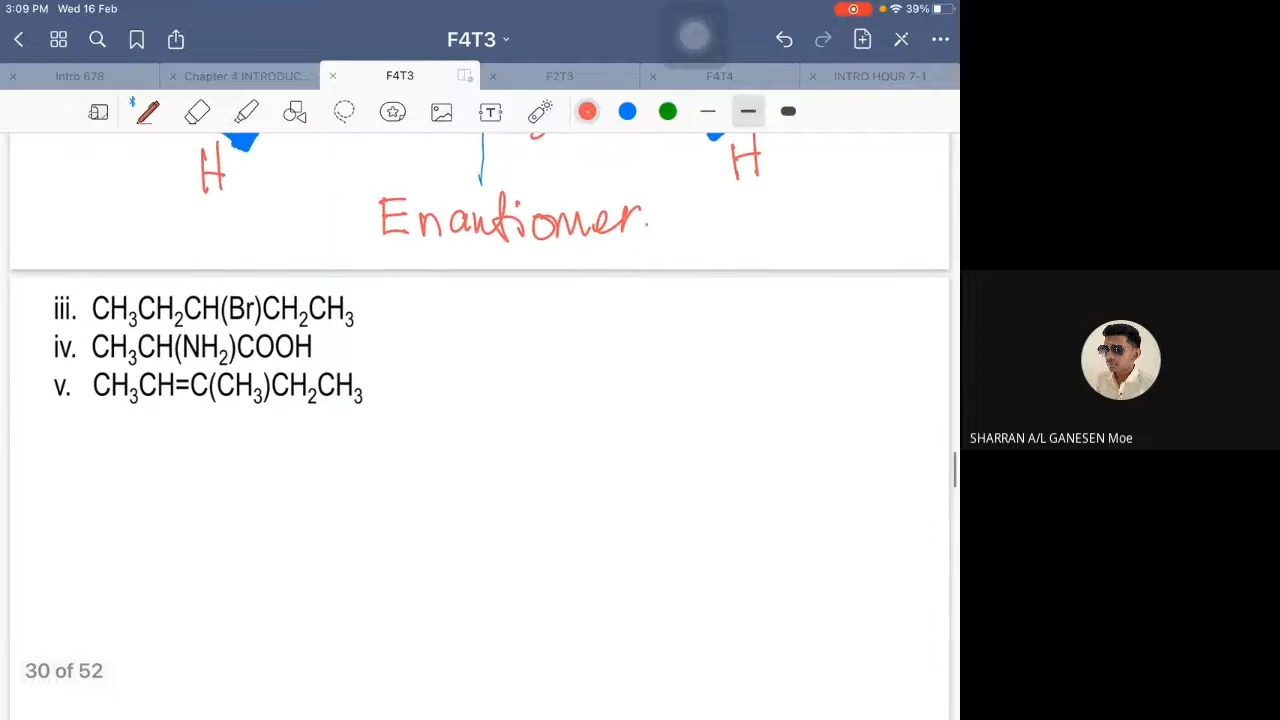 3:09 PM Wed 16 Feb 39%
F4T3
Intro 678 Chapter 4 INTRODUC... F4T3 F2T3 F4T4 INTRO HOUR 7-1
T
H H
Enantiomer.
iii. CH₃CH₂CH(Br)CH₂CH₃
iv. CH₃CH(NH₂)COOH
v. CH₃CH=C(CH₃)CH₂CH₃
SHARRAN A/L GANESEN Moe
30 of 52